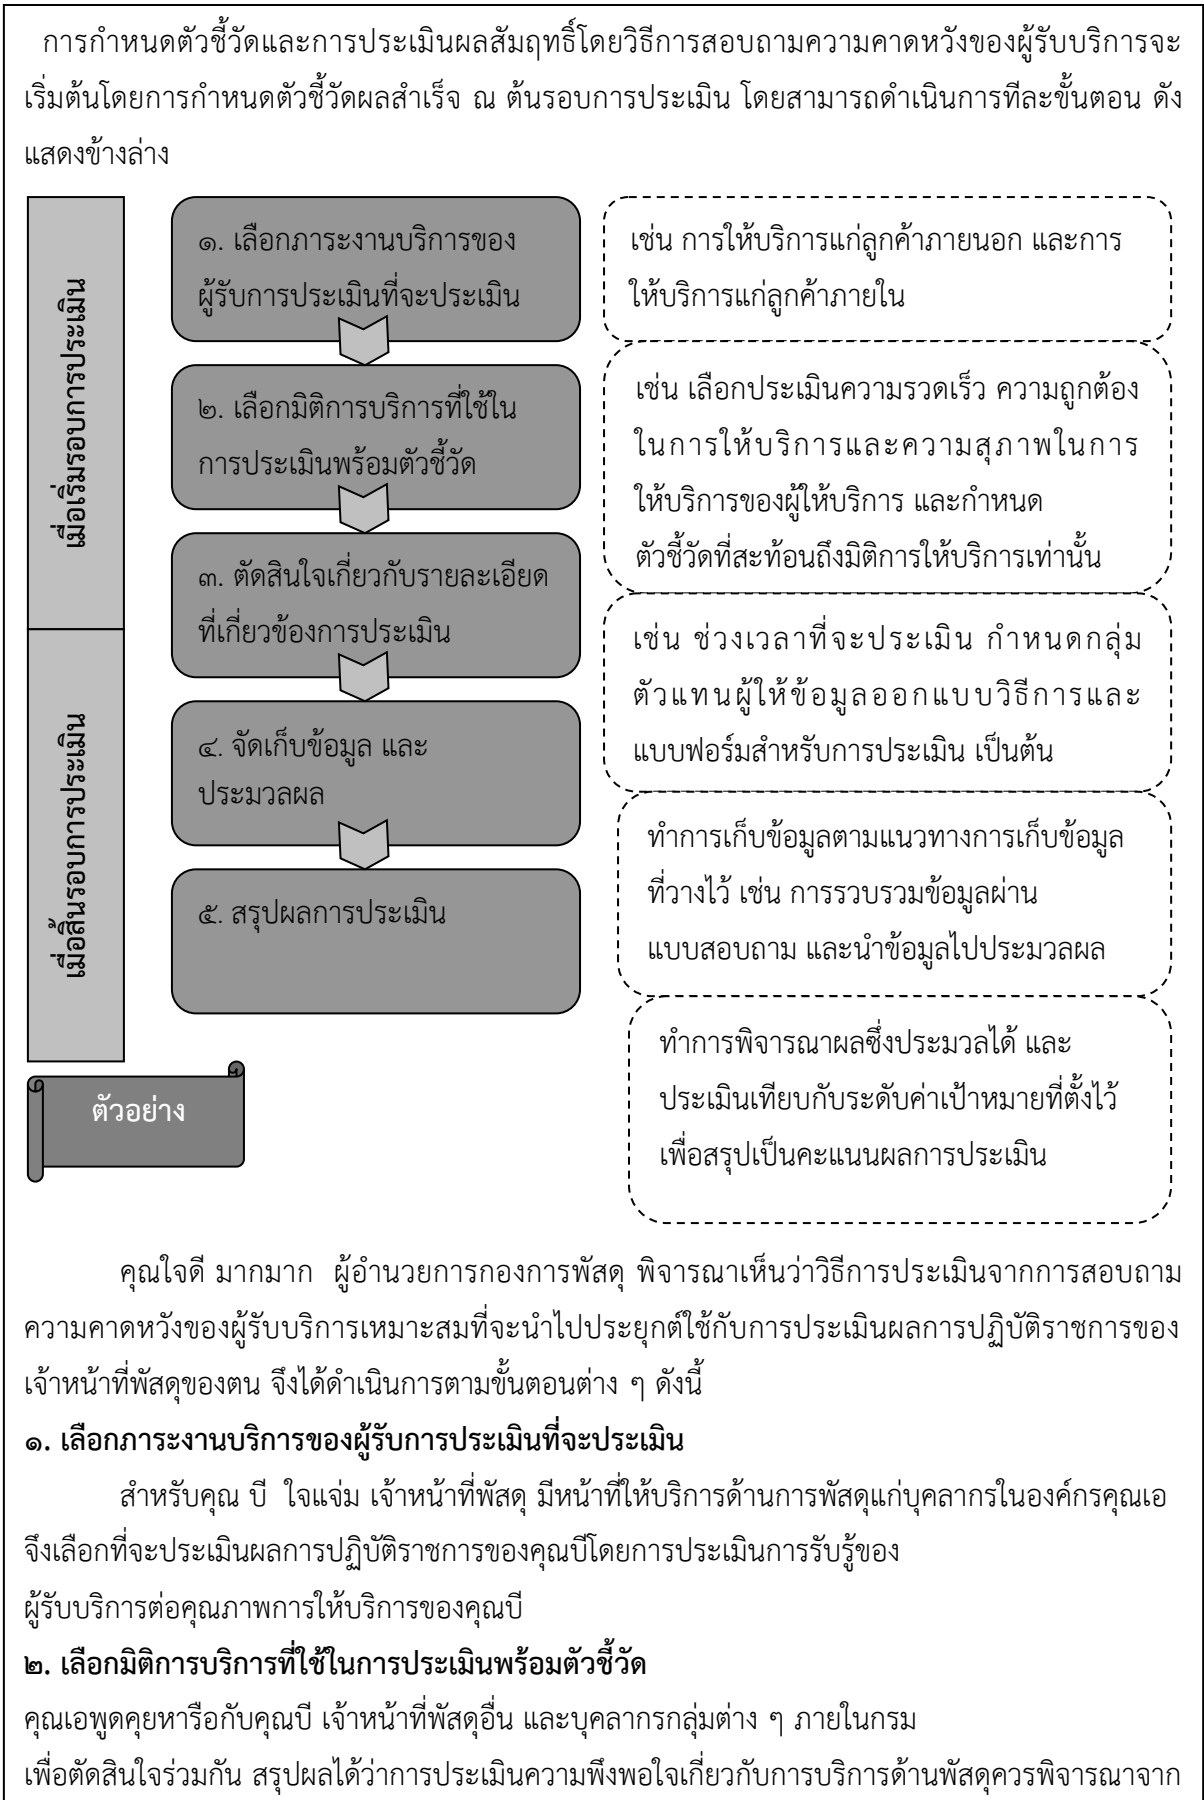 การกำหนดตัวชี้วัดและการประเมินผลสัมฤทธิ์โดยวิธีการสอบถามความคาดหวังของผู้รับบริการจะ
เริ่มต้นโดยการกำหนดตัวชี้วัดผลสำเร็จ ณ ต้นรอบการประเมิน โดยสามารถดำเนินการทีละขั้นตอน ดัง
แสดงข้างล่าง
เมื่อเริ่มรอบการประเมิน
๑. เลือกภาระงานบริการของ
ผู้รับการประเมินที่จะประเมิน
เช่น การให้บริการแก่ลูกค้าภายนอก และการ
ให้บริการแก่ลูกค้าภายใน
๒. เลือกมิติการบริการที่ใช้ใน
การประเมินพร้อมตัวชี้วัด
เช่น เลือกประเมินความรวดเร็ว ความถูกต้อง
ในการให้บริการและความสุภาพในการ
ให้บริการของผู้ให้บริการ และกำหนด
ตัวชี้วัดที่สะท้อนถึงมิติการให้บริการเท่านั้น
๓. ตัดสินใจเกี่ยวกับรายละเอียด
ที่เกี่ยวข้องการประเมิน
เช่น ช่วงเวลาที่จะประเมิน กำหนดกลุ่ม
ตัวแทนผู้ให้ข้อมูลออกแบบวิธีการและ
แบบฟอร์มสำหรับการประเมิน เป็นต้น
เมื่อสิ้นรอบการประเมิน
๔. จัดเก็บข้อมูล และ
ประมวลผล
ทำการเก็บข้อมูลตามแนวทางการเก็บข้อมูล
ที่วางไว้ เช่น การรวบรวมข้อมูลผ่าน
แบบสอบถาม และนำข้อมูลไปประมวลผล
๕. สรุปผลการประเมิน
ทำการพิจารณาผลซึ่งประมวลได้ และ
ประเมินเทียบกับระดับค่าเป้าหมายที่ตั้งไว้
เพื่อสรุปเป็นคะแนนผลการประเมิน
ตัวอย่าง
คุณใจดี มากมาก ผู้อำนวยการกองการพัสดุ พิจารณาเห็นว่าวิธีการประเมินจากการสอบถาม
ความคาดหวังของผู้รับบริการเหมาะสมที่จะนำไปประยุกต์ใช้กับการประเมินผลการปฏิบัติราชการของ
เจ้าหน้าที่พัสดุของตน จึงได้ดำเนินการตามขั้นตอนต่าง ๆ ดังนี้
๑. เลือกภาระงานบริการของผู้รับการประเมินที่จะประเมิน
สำหรับคุณ บี ใจแจ่ม เจ้าหน้าที่พัสดุ มีหน้าที่ให้บริการด้านการพัสดุแก่บุคลากรในองค์กรคุณเอ
จึงเลือกที่จะประเมินผลการปฏิบัติราชการของคุณบีโดยการประเมินการรับรู้ของ
ผู้รับบริการต่อคุณภาพการให้บริการของคุณบี
๒. เลือกมิติการบริการที่ใช้ในการประเมินพร้อมตัวชี้วัด
คุณเอพูดคุยหารือกับคุณบี เจ้าหน้าที่พัสดุอื่น และบุคลากรกลุ่มต่าง ๆ ภายในกรม
เพื่อตัดสินใจร่วมกัน สรุปผลได้ว่าการประเมินความพึงพอใจเกี่ยวกับการบริการด้านพัสดุควรพิจารณาจาก